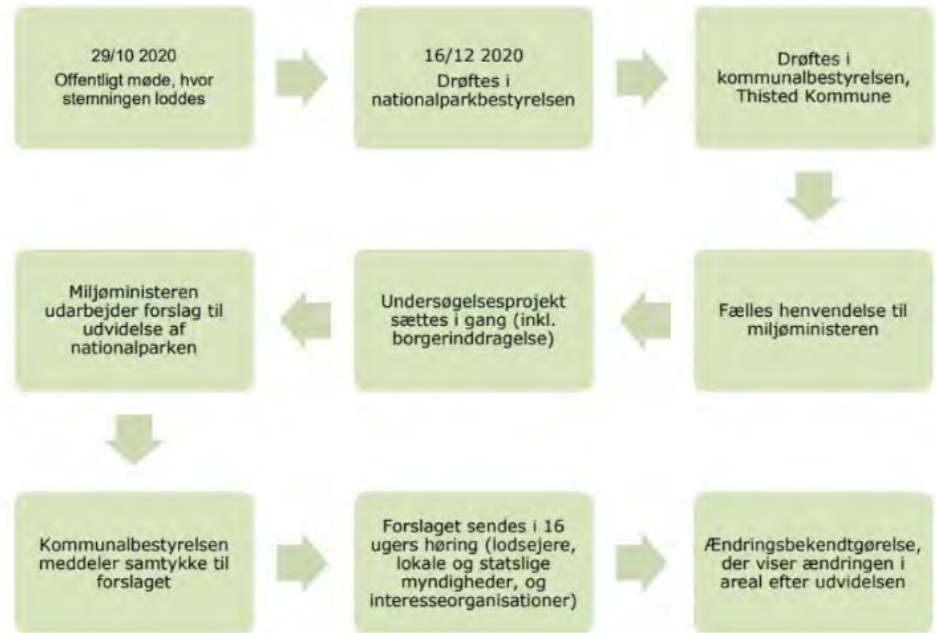 29/10 2020
Offentligt møde, hvor
stemningen loddes
16/12 2020
Drøftes i
nationalparkbestyrelsen
Drøftes i
kommunalbestyrelsen,
Thisted Kommune
Fælles henvendelse til
miljøministeren
Undersøgelsesprojekt
sættes i gang (inkl.
borgerinddragelse)
Miljøministeren
udarbejder forslag til
udvidelse af
nationalparken
Kommunalbestyrelsen
meddeler samtykke til
forslaget
Forslaget sendes i 16
ugers høring (lodsejere,
lokale og statslige
myndigheder, og
interesseorganisationer)
Ændringsbekendtgørelse,
der viser ændringen i
areal efter udvidelsen